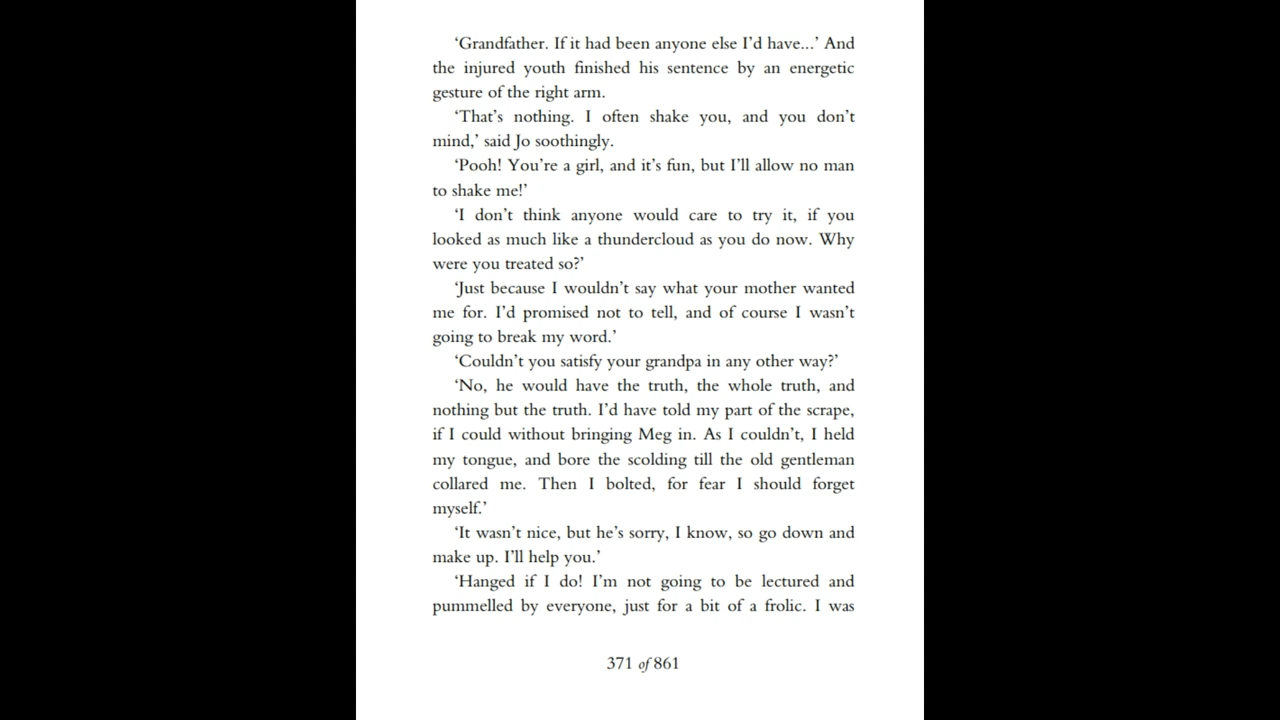 ‘Grandfather. If it had been anyone else I’d have...’ And
the injured youth finished his sentence by an energetic
gesture of the right arm.
‘That’s nothing. I often shake you, and you don’t
mind,’ said Jo soothingly.
‘Pooh! You’re a girl, and it’s fun, but I’ll allow no man
to shake me!’
‘I don’t think anyone would care to try it, if you
looked as much like a thundercloud as you do now. Why
were you treated so?’
‘Just because I wouldn’t say what your mother wanted
me for. I’d promised not to tell, and of course I wasn’t
going to break my word.’
‘Couldn’t you satisfy your grandpa in any other way?’
‘No, he would have the truth, the whole truth, and
nothing but the truth. I’d have told my part of the scrape,
if I could without bringing Meg in. As I couldn’t, I held
my tongue, and bore the scolding till the old gentleman
collared me. Then I bolted, for fear I should forget
myself.’
‘It wasn’t nice, but he’s sorry, I know, so go down and
make up. I’ll help you.’
‘Hanged if I do! I’m not going to be lectured and
pummelled by everyone, just for a bit of a frolic. I was
371 of 861